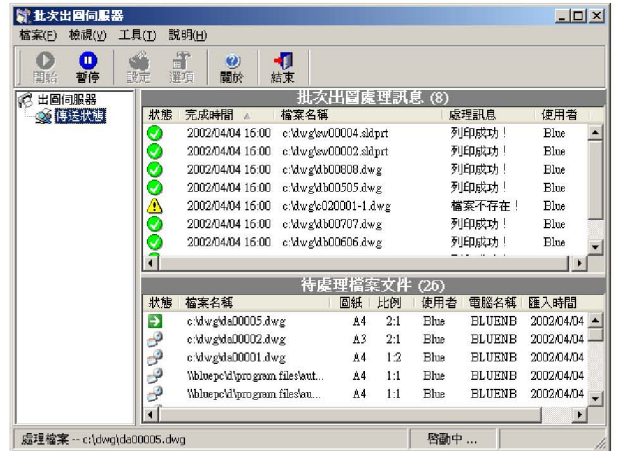 批次出圖伺服器
檔案(F) 檢視(V) 工具(T) 說明(H)
開始 暫停 設定 選項 關於 結束
出圖伺服器
傳送狀態
批次出圖處理訊息 (8)
狀態 完成時間 檔案名稱 處理訊息 使用者
2002/04/04 16:00 c:\dwg\sw00004.sldprt 列印成功！ Blue
2002/04/04 16:00 c:\dwg\sw00002.sldprt 列印成功！ Blue
2002/04/04 16:00 c:\dwg\db00808.dwg 列印成功！ Blue
2002/04/04 16:00 c:\dwg\db00505.dwg 列印成功！ Blue
2002/04/04 16:00 c:\dwg\c020001-1.dwg 檔案不存在！ Blue
2002/04/04 16:00 c:\dwg\db00707.dwg 列印成功！ Blue
2002/04/04 16:00 c:\dwg\db00606.dwg 列印成功！ Blue
待處理檔案文件 (26)
狀態 檔案名稱 圖紙 比例 使用者 電腦名稱 匯入時間
c:\dwg\da00005.dwg A4 2:1 Blue BLUENB 2002/04/04
c:\dwg\da00002.dwg A3 2:1 Blue BLUENB 2002/04/04
c:\dwg\da00001.dwg A4 1:2 Blue BLUENB 2002/04/04
\\bluepc\d\program files\aut... A4 1:1 Blue BLUENB 2002/04/04
\\bluepc\d\program files\au... A4 1:1 Blue BLUENB 2002/04/04
處理檔案 -- c:\dwg\da00005.dwg 啓動中 ...